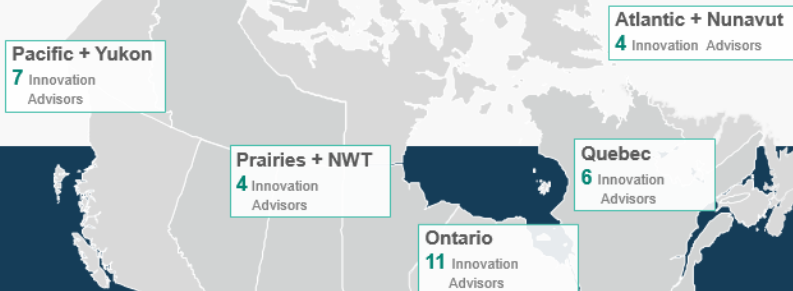 Atlantic + Nunavut
4 Innovation Advisors
Pacific + Yukon
7 Innovation
Advisors
Prairies + NWT
4 Innovation
Advisors
Quebec
6 Innovation
Advisors
Ontario
11 Innovation
Advisors